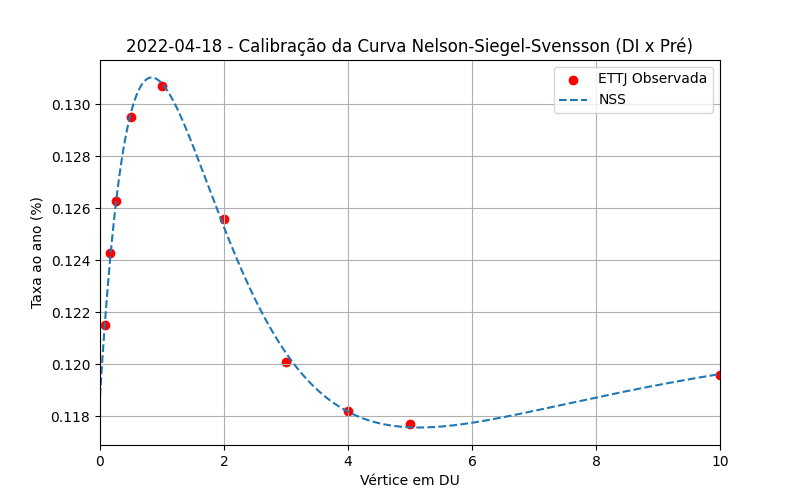 2022-04-18 - Calibração da Curva Nelson-Siegel-Svensson (DI x Pré)
ETTJ Observada
NSS
Taxa ao ano (%)
0.130
0.128
0.126
0.124
0.122
0.120
0.118
0 2 4 6 8 10
Vértice em DU